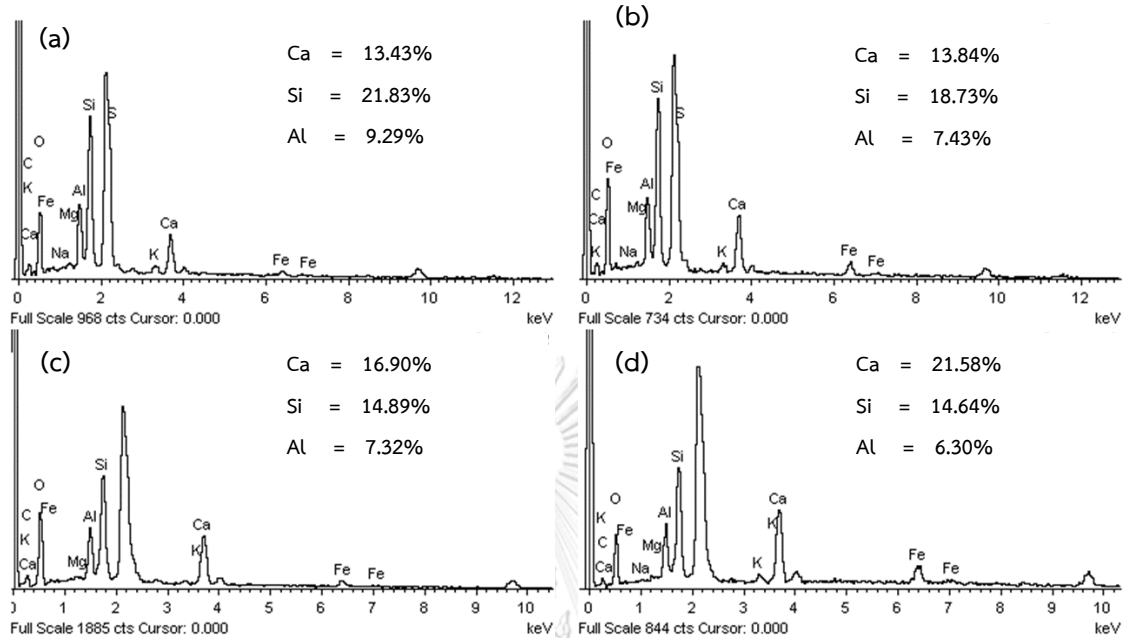 (a)
Ca = 13.43%
Si = 21.83%
Al = 9.29%
Si
S
O
C
K
Fe
Al
Mg
Ca
Na
K
Ca
Fe
Fe
0 2 4 6 8 10 12
keV
Full Scale 968 cts Cursor: 0.000
(b)
Ca = 13.84%
Si = 18.73%
Al = 7.43%
Si
S
O
Fe
C
Ca
K
Al
Mg
Na
K
Ca
Fe
Fe
0 2 4 6 8 10 12
keV
Full Scale 734 cts Cursor: 0.000
(c)
Ca = 16.90%
Si = 14.89%
Al = 7.32%
Si
O
Fe
C
K
Ca
Al
Mg
Ca
K
Fe
Fe
0 1 2 3 4 5 6 7 8 9 10
keV
Full Scale 1885 cts Cursor: 0.000
(d)
Ca = 21.58%
Si = 14.64%
Al = 6.30%
Si
O
K
Fe
C
Ca
Al
Mg
Na
Ca
K
K
Fe
Fe
0 1 2 3 4 5 6 7 8 9 10
keV
Full Scale 844 cts Cursor: 0.000